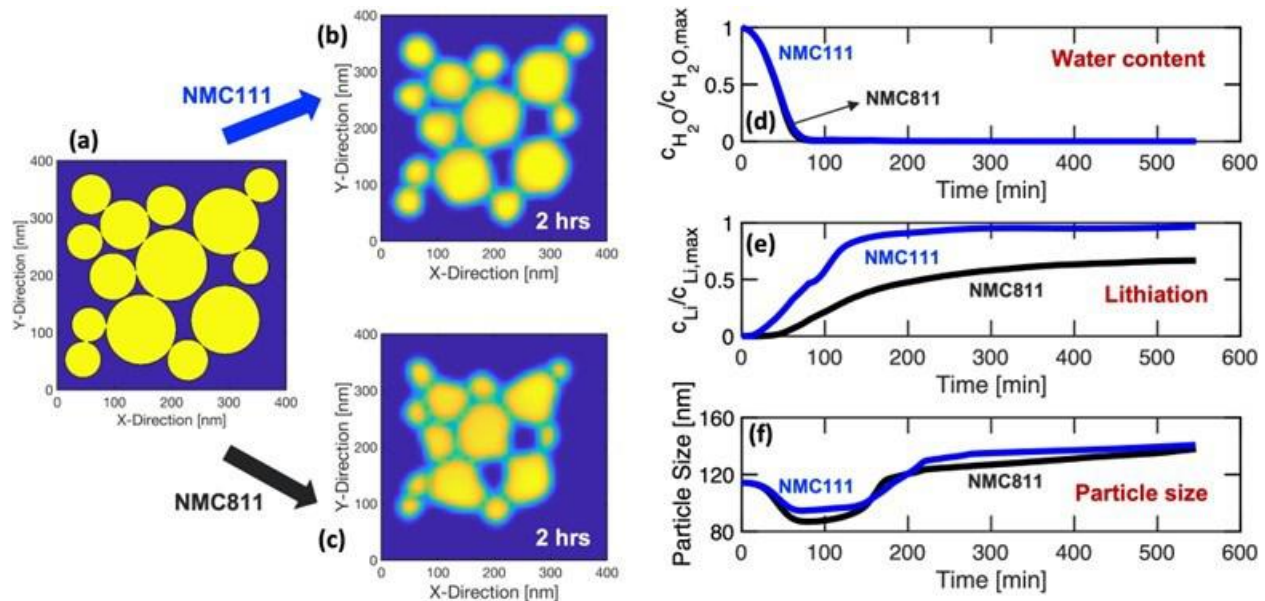 (a)
Y-Direction [nm]
400
300
200
100
0
0 100 200 300 400
X-Direction [nm]
NMC111
NMC811
(b)
Y-Direction [nm]
400
300
200
100
0
2 hrs
0 100 200 300 400
X-Direction [nm]
(c)
Y-Direction [nm]
400
300
200
100
0
2 hrs
0 100 200 300 400
X-Direction [nm]
cH2O/cH2O,max
1
0.5
0
NMC111
Water content
NMC811
(d)
0 100 200 300 400 500 600
Time [min]
cLi/cLi,max
1
0.5
0
(e)
NMC111
NMC811
Lithiation
0 100 200 300 400 500 600
Time [min]
Particle Size [nm]
160
120
80
(f)
NMC111
NMC811
Particle size
0 100 200 300 400 500 600
Time [min]